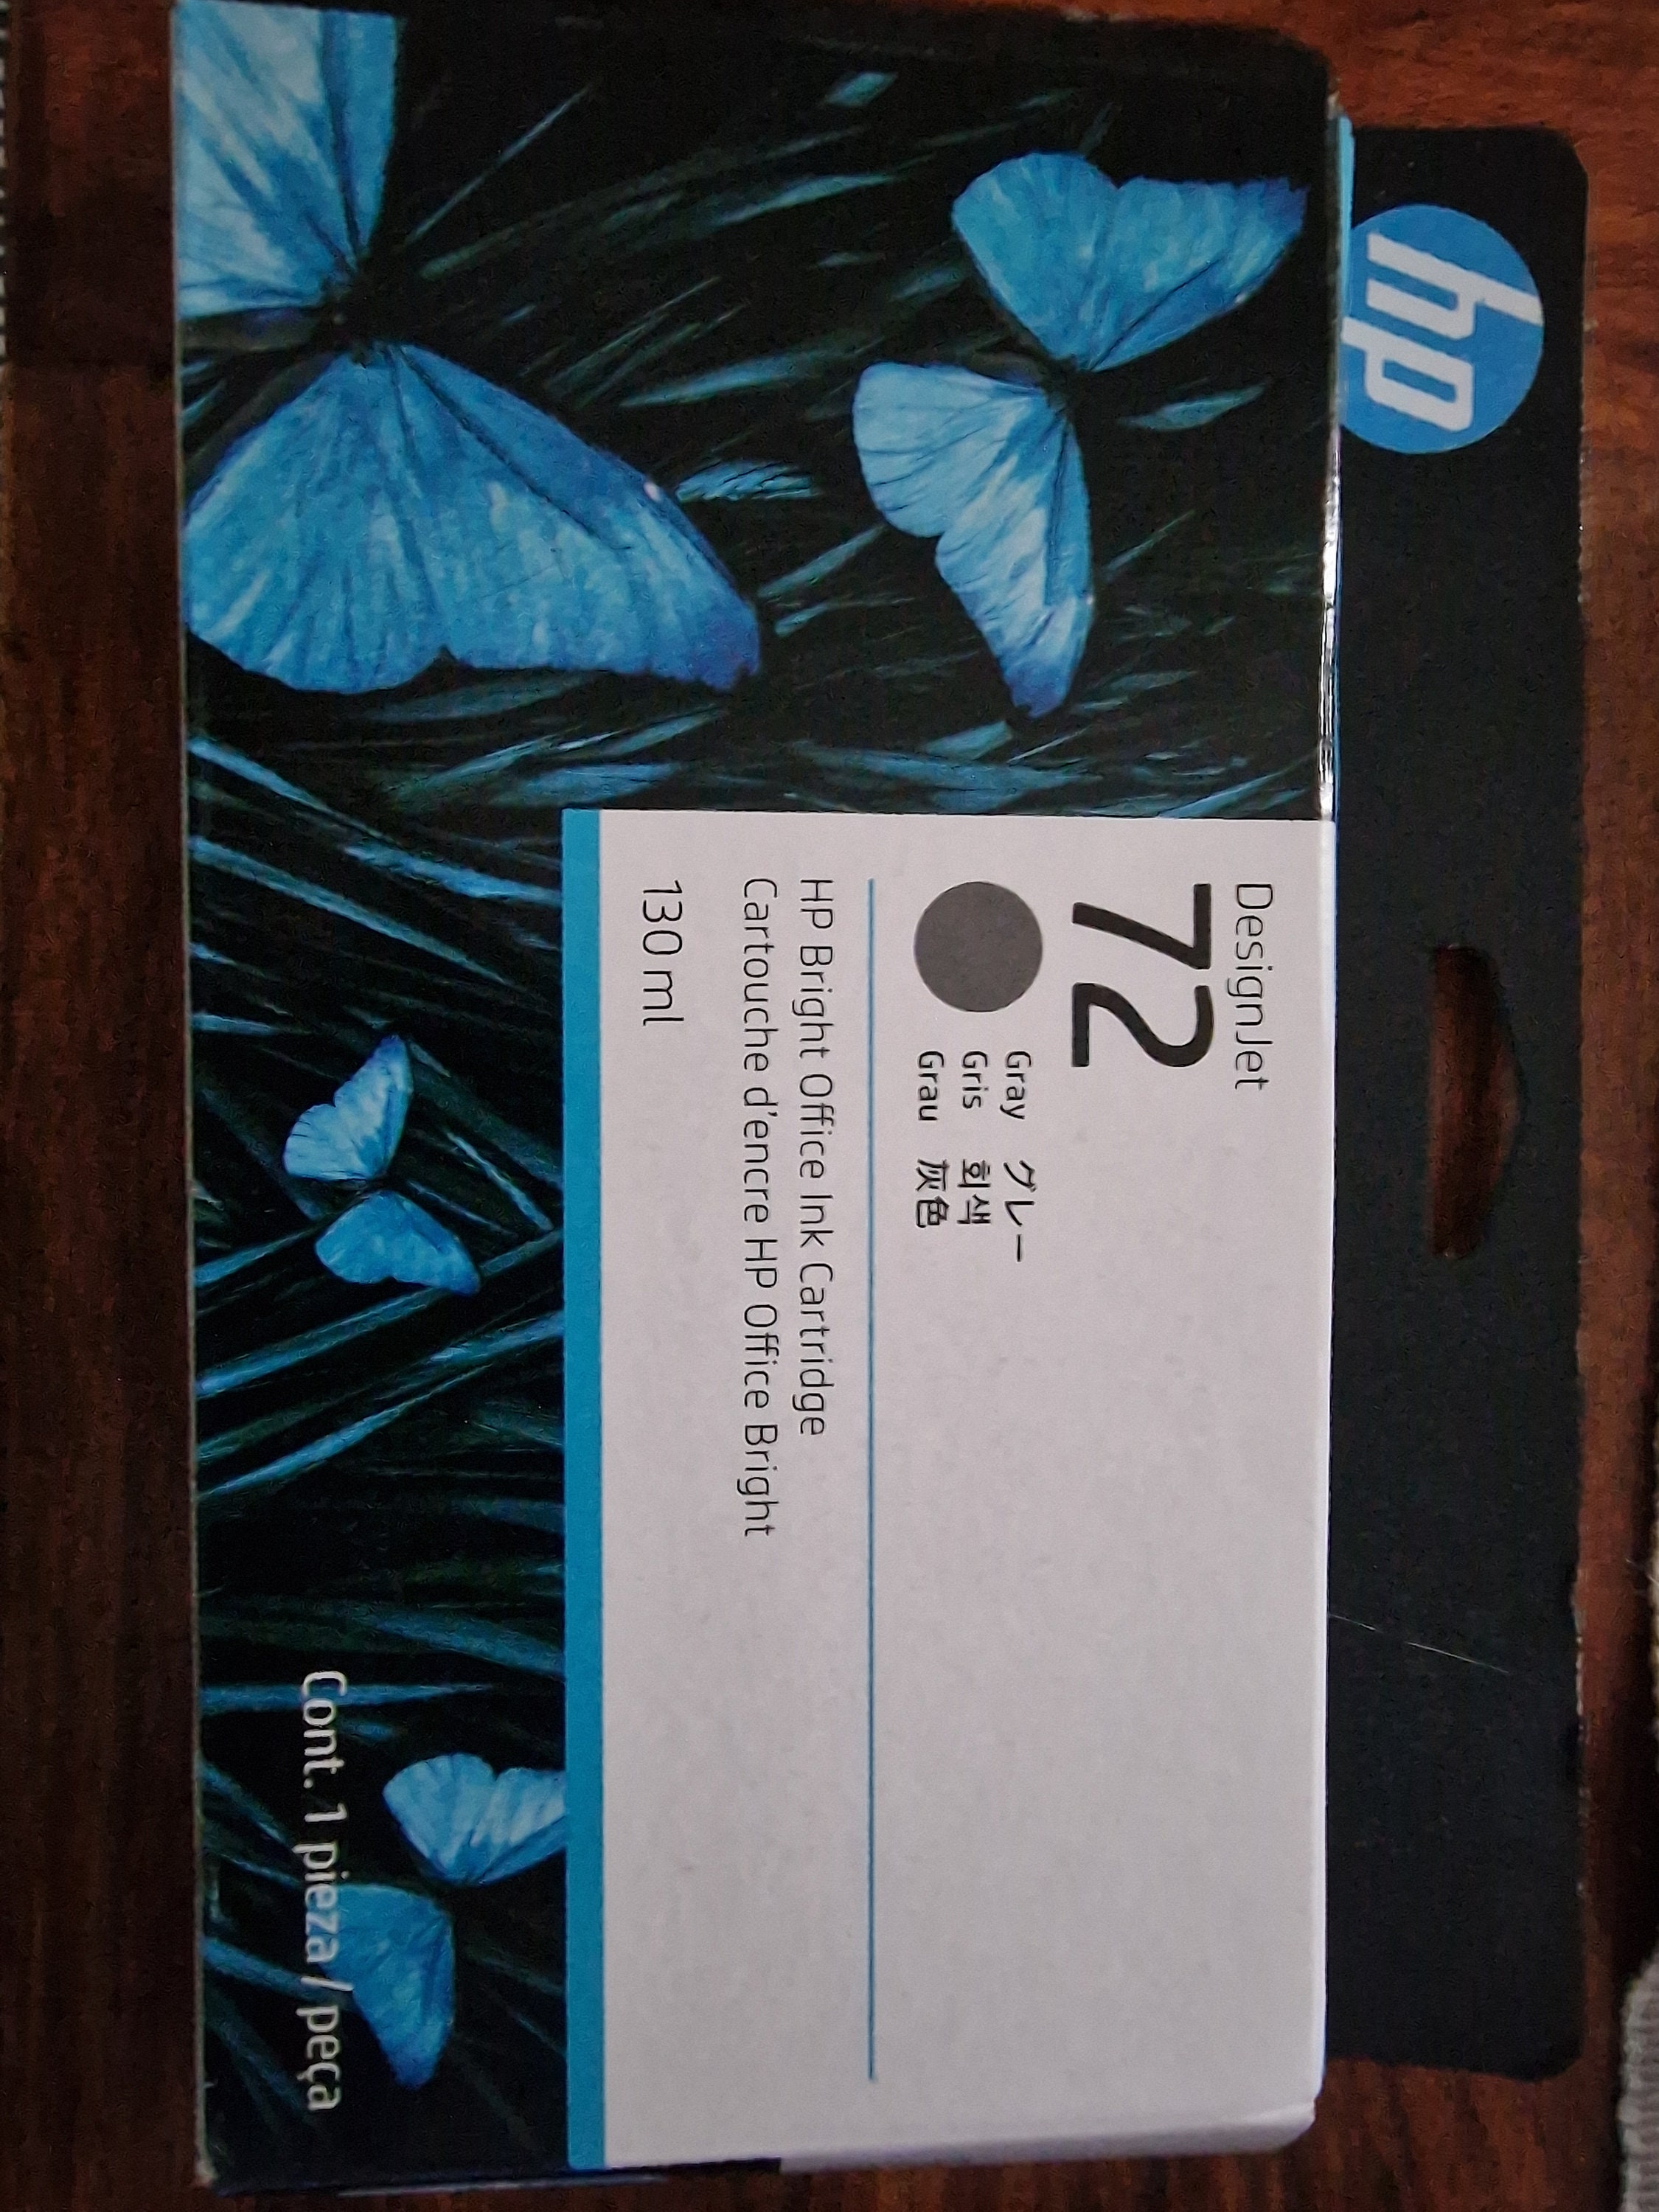 hp
DesignJet
72
Gray グレー
Gris 회색
Grau 灰色
HP Bright Office Ink Cartridge
Cartouche d'encre HP Office Bright
130 ml
Cont. 1 pieza / peça